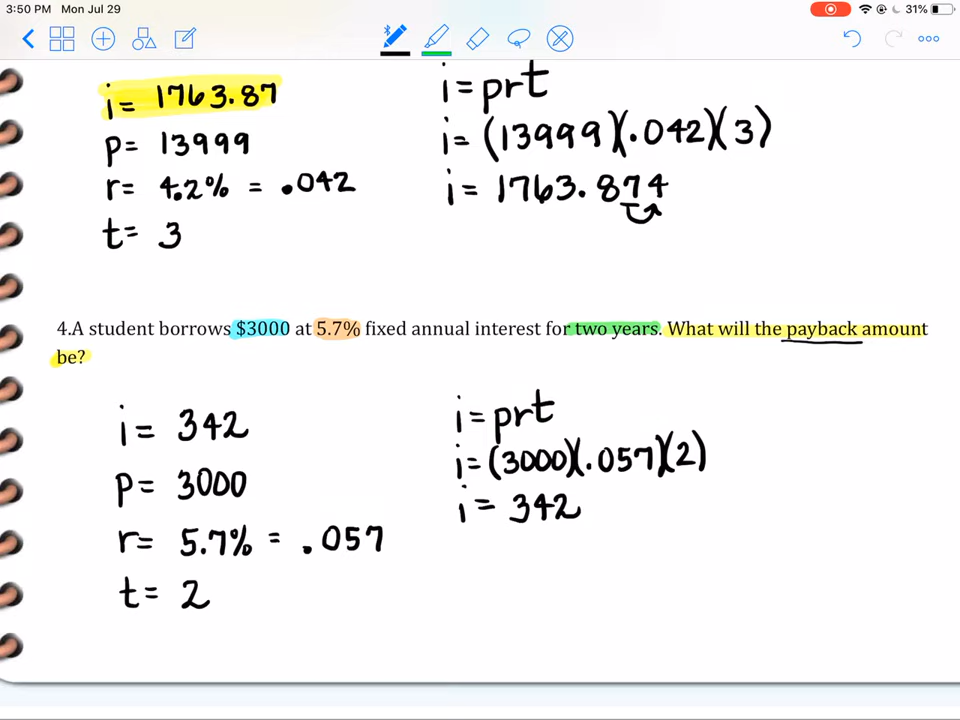 3:50 PM Mon Jul 29
31%
i = 1763.87
p = 13999
r = 4.2% = .042
t = 3
i = prt
i = (13999)(.042)(3)
i = 1763.874
4.A student borrows $3000 at 5.7% fixed annual interest for two years. What will the payback amount
be?
i = 342
p = 3000
r = 5.7% = .057
t = 2
i = prt
i = (3000)(.057)(2)
i = 342